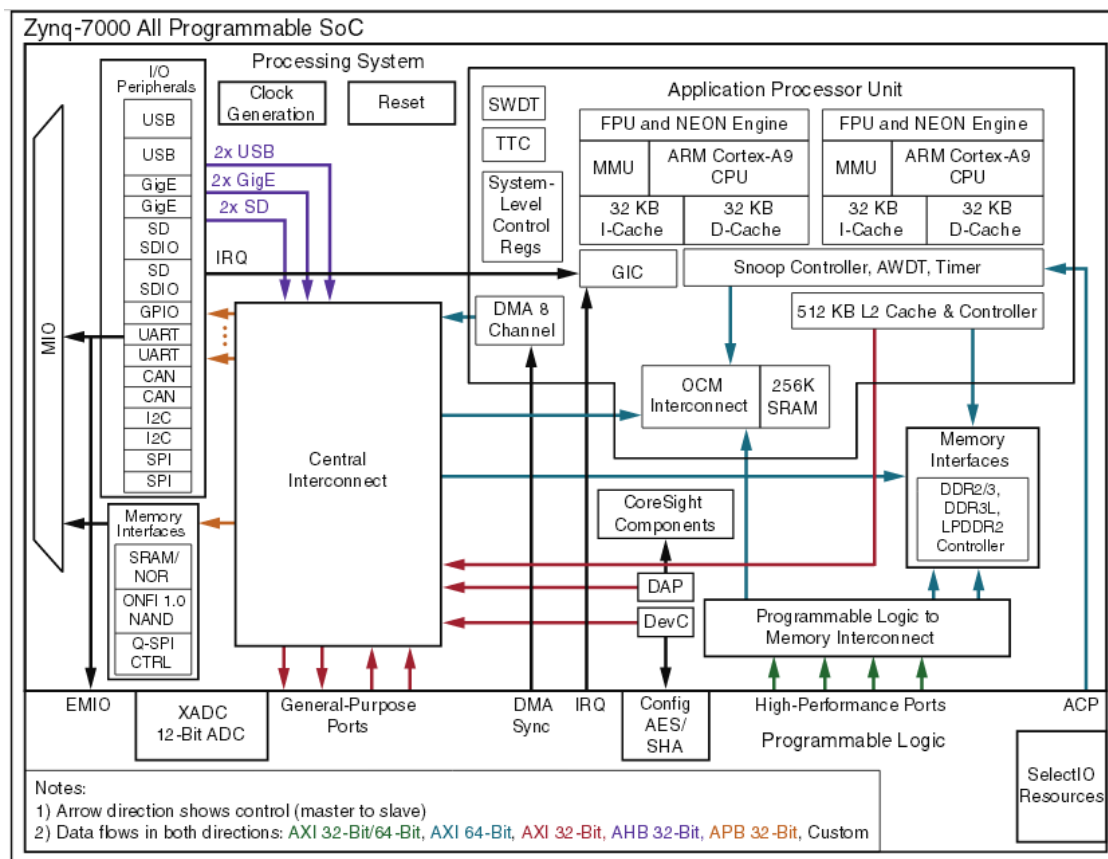 Zynq-7000 All Programmable SoC
Processing System
I/O
Peripherals
USB
USB
GigE
GigE
SD
SDIO
SD
SDIO
GPIO
UART
UART
CAN
CAN
I2C
I2C
SPI
SPI
MIO
Clock
Generation
Reset
2x USB
2x GigE
2x SD
IRQ
Application Processor Unit
SWDT
TTC
System-
Level
Control
Regs
FPU and NEON Engine
MMU
ARM Cortex-A9
CPU
32 KB
I-Cache
32 KB
D-Cache
FPU and NEON Engine
MMU
ARM Cortex-A9
CPU
32 KB
I-Cache
32 KB
D-Cache
GIC
Snoop Controller, AWDT, Timer
DMA 8
Channel
512 KB L2 Cache & Controller
OCM
Interconnect
256K
SRAM
Central
Interconnect
Memory
Interfaces
DDR2/3,
DDR3L,
LPDDR2
Controller
CoreSight
Components
DAP
DevC
Programmable Logic to
Memory Interconnect
Memory
Interfaces
SRAM/
NOR
ONFI 1.0
NAND
Q-SPI
CTRL
EMIO
XADC
12-Bit ADC
General-Purpose
Ports
DMA
Sync
IRQ
Config
AES/
SHA
High-Performance Ports
ACP
Programmable Logic
SelectIO
Resources
Notes:
1) Arrow direction shows control (master to slave)
2) Data flows in both directions: AXI 32-Bit/64-Bit, AXI 64-Bit, AXI 32-Bit, AHB 32-Bit, APB 32-Bit, Custom